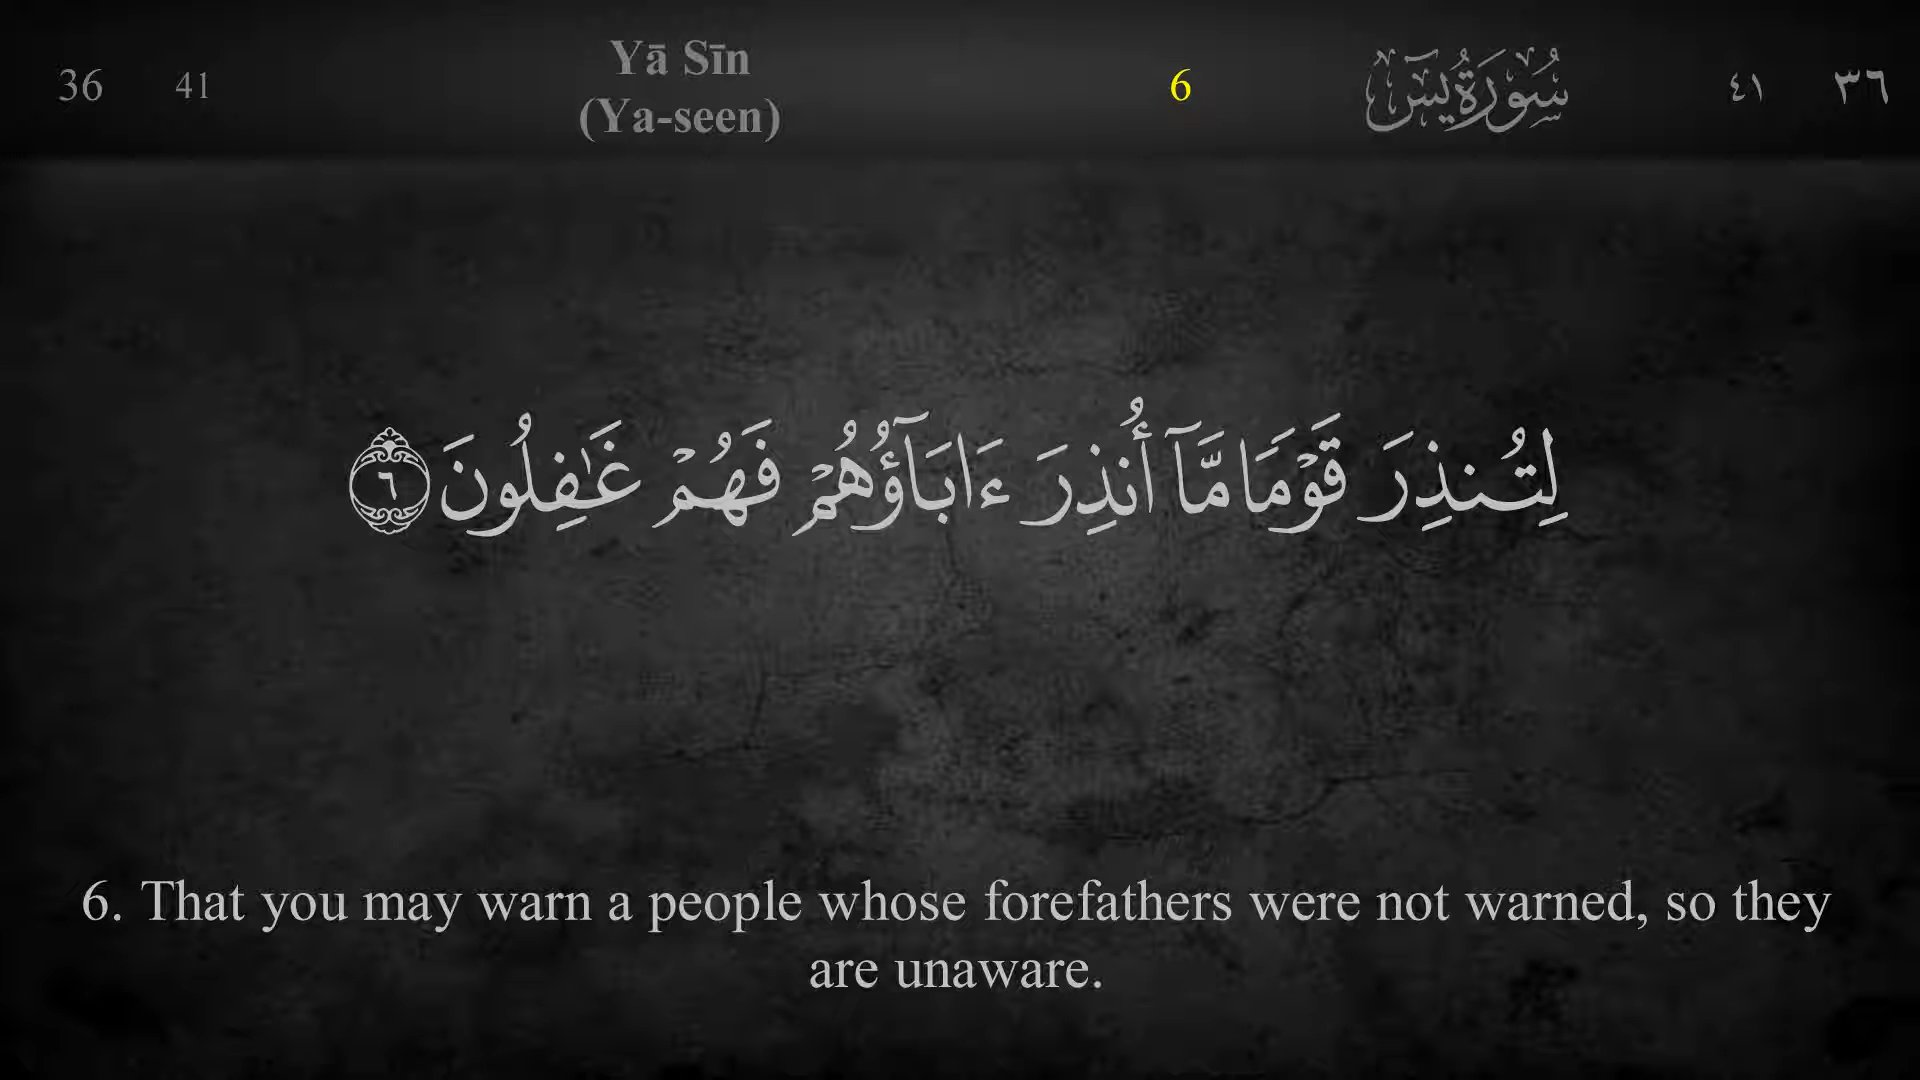 36 41 Yā Sīn 6 سُورَةُ يسٓ ٤١ ٣٦
(Ya-seen)
لِتُنذِرَ قَوْمًا مَّآ أُنذِرَ ءَابَآؤُهُمْ فَهُمْ غَٰفِلُونَ ٦
6. That you may warn a people whose forefathers were not warned, so they
are unaware.